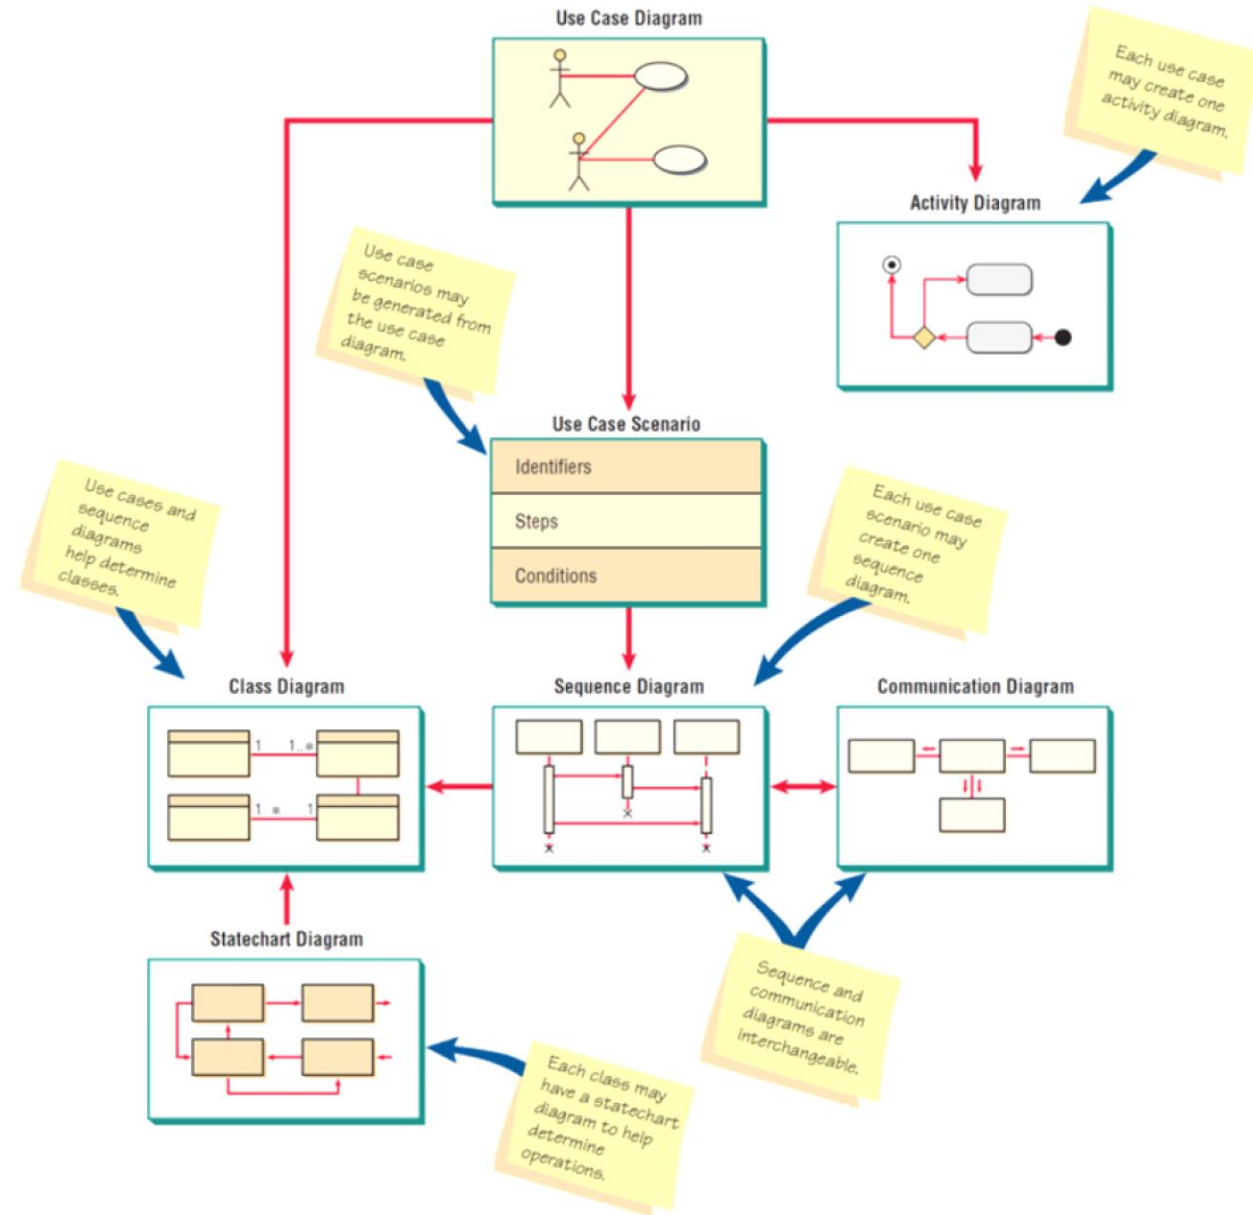 Use Case Diagram
Each use case
may create one
activity diagram.
Activity Diagram
Use case
scenarios may
be generated from
the use case
diagram.
Use Case Scenario
Identifiers
Steps
Conditions
Use cases and
sequence
diagrams
help determine
classes.
Each use case
scenario may
create one
sequence
diagram.
Class Diagram
1 1..*
1 * 1
Sequence Diagram
Communication Diagram
Statechart Diagram
Sequence and
communication
diagrams are
interchangeable.
Each class may
have a statechart
diagram to help
determine
operations.